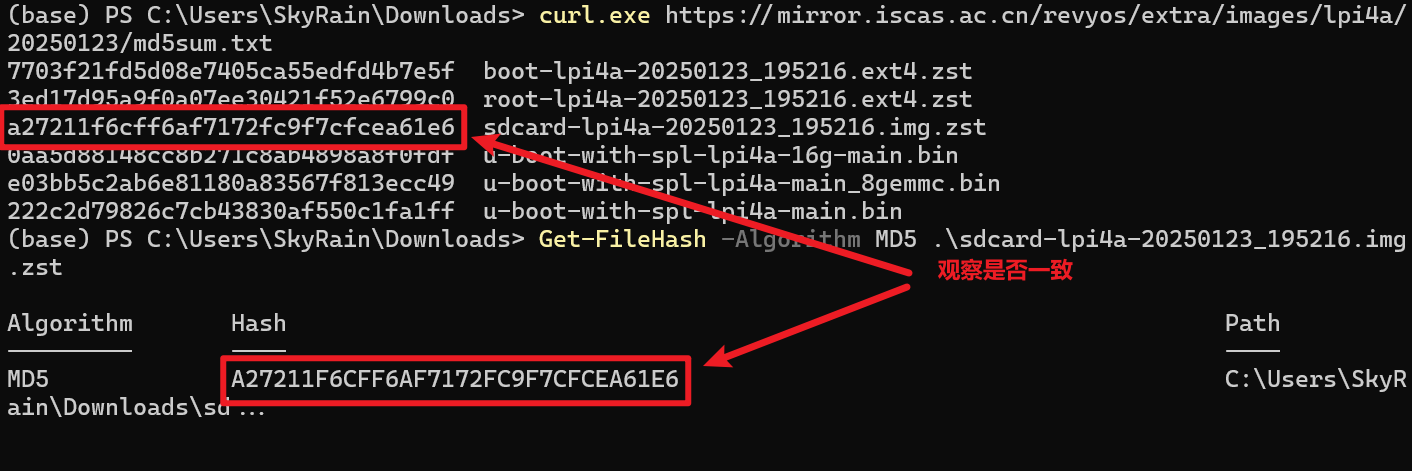 (base) PS C:\Users\SkyRain\Downloads> curl.exe https://mirror.iscas.ac.cn/revyos/extra/images/lpi4a/
20250123/md5sum.txt
7703f21fd5d08e7405ca55edfd4b7e5f  boot-lpi4a-20250123_195216.ext4.zst
3ed17d95a9f0a07ee30421f52e6799c0  root-lpi4a-20250123_195216.ext4.zst
a27211f6cff6af7172fc9f7cfcea61e6  sdcard-lpi4a-20250123_195216.img.zst
0aa5d88148cc8b271c8ab4898a8f0fdf  u-boot-with-spl-lpi4a-16g-main.bin
e03bb5c2ab6e81180a83567f813ecc49  u-boot-with-spl-lpi4a-main_8gemmc.bin
222c2d79826c7cb43830af550c1fa1ff  u-boot-with-spl-lpi4a-main.bin
(base) PS C:\Users\SkyRain\Downloads> Get-FileHash -Algorithm MD5 .\sdcard-lpi4a-20250123_195216.img
.zst
观察是否一致
Algorithm Hash Path
MD5 A27211F6CFF6AF7172FC9F7CFCEA61E6 C:\Users\SkyR
ain\Downloads\sd…